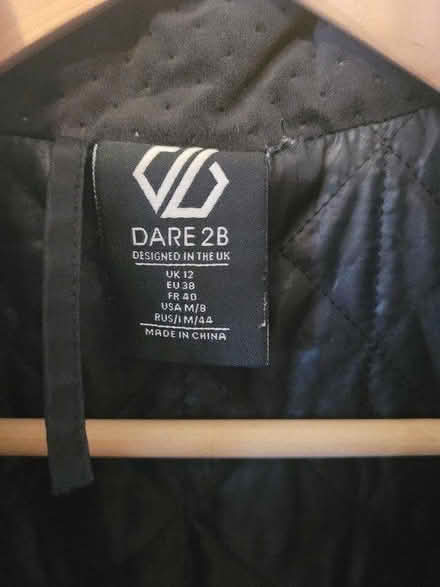 DARE 2B
DESIGNED IN THE UK
UK 12
EU 38
FR 40
USA M/8
RUS/I M/44
MADE IN CHINA